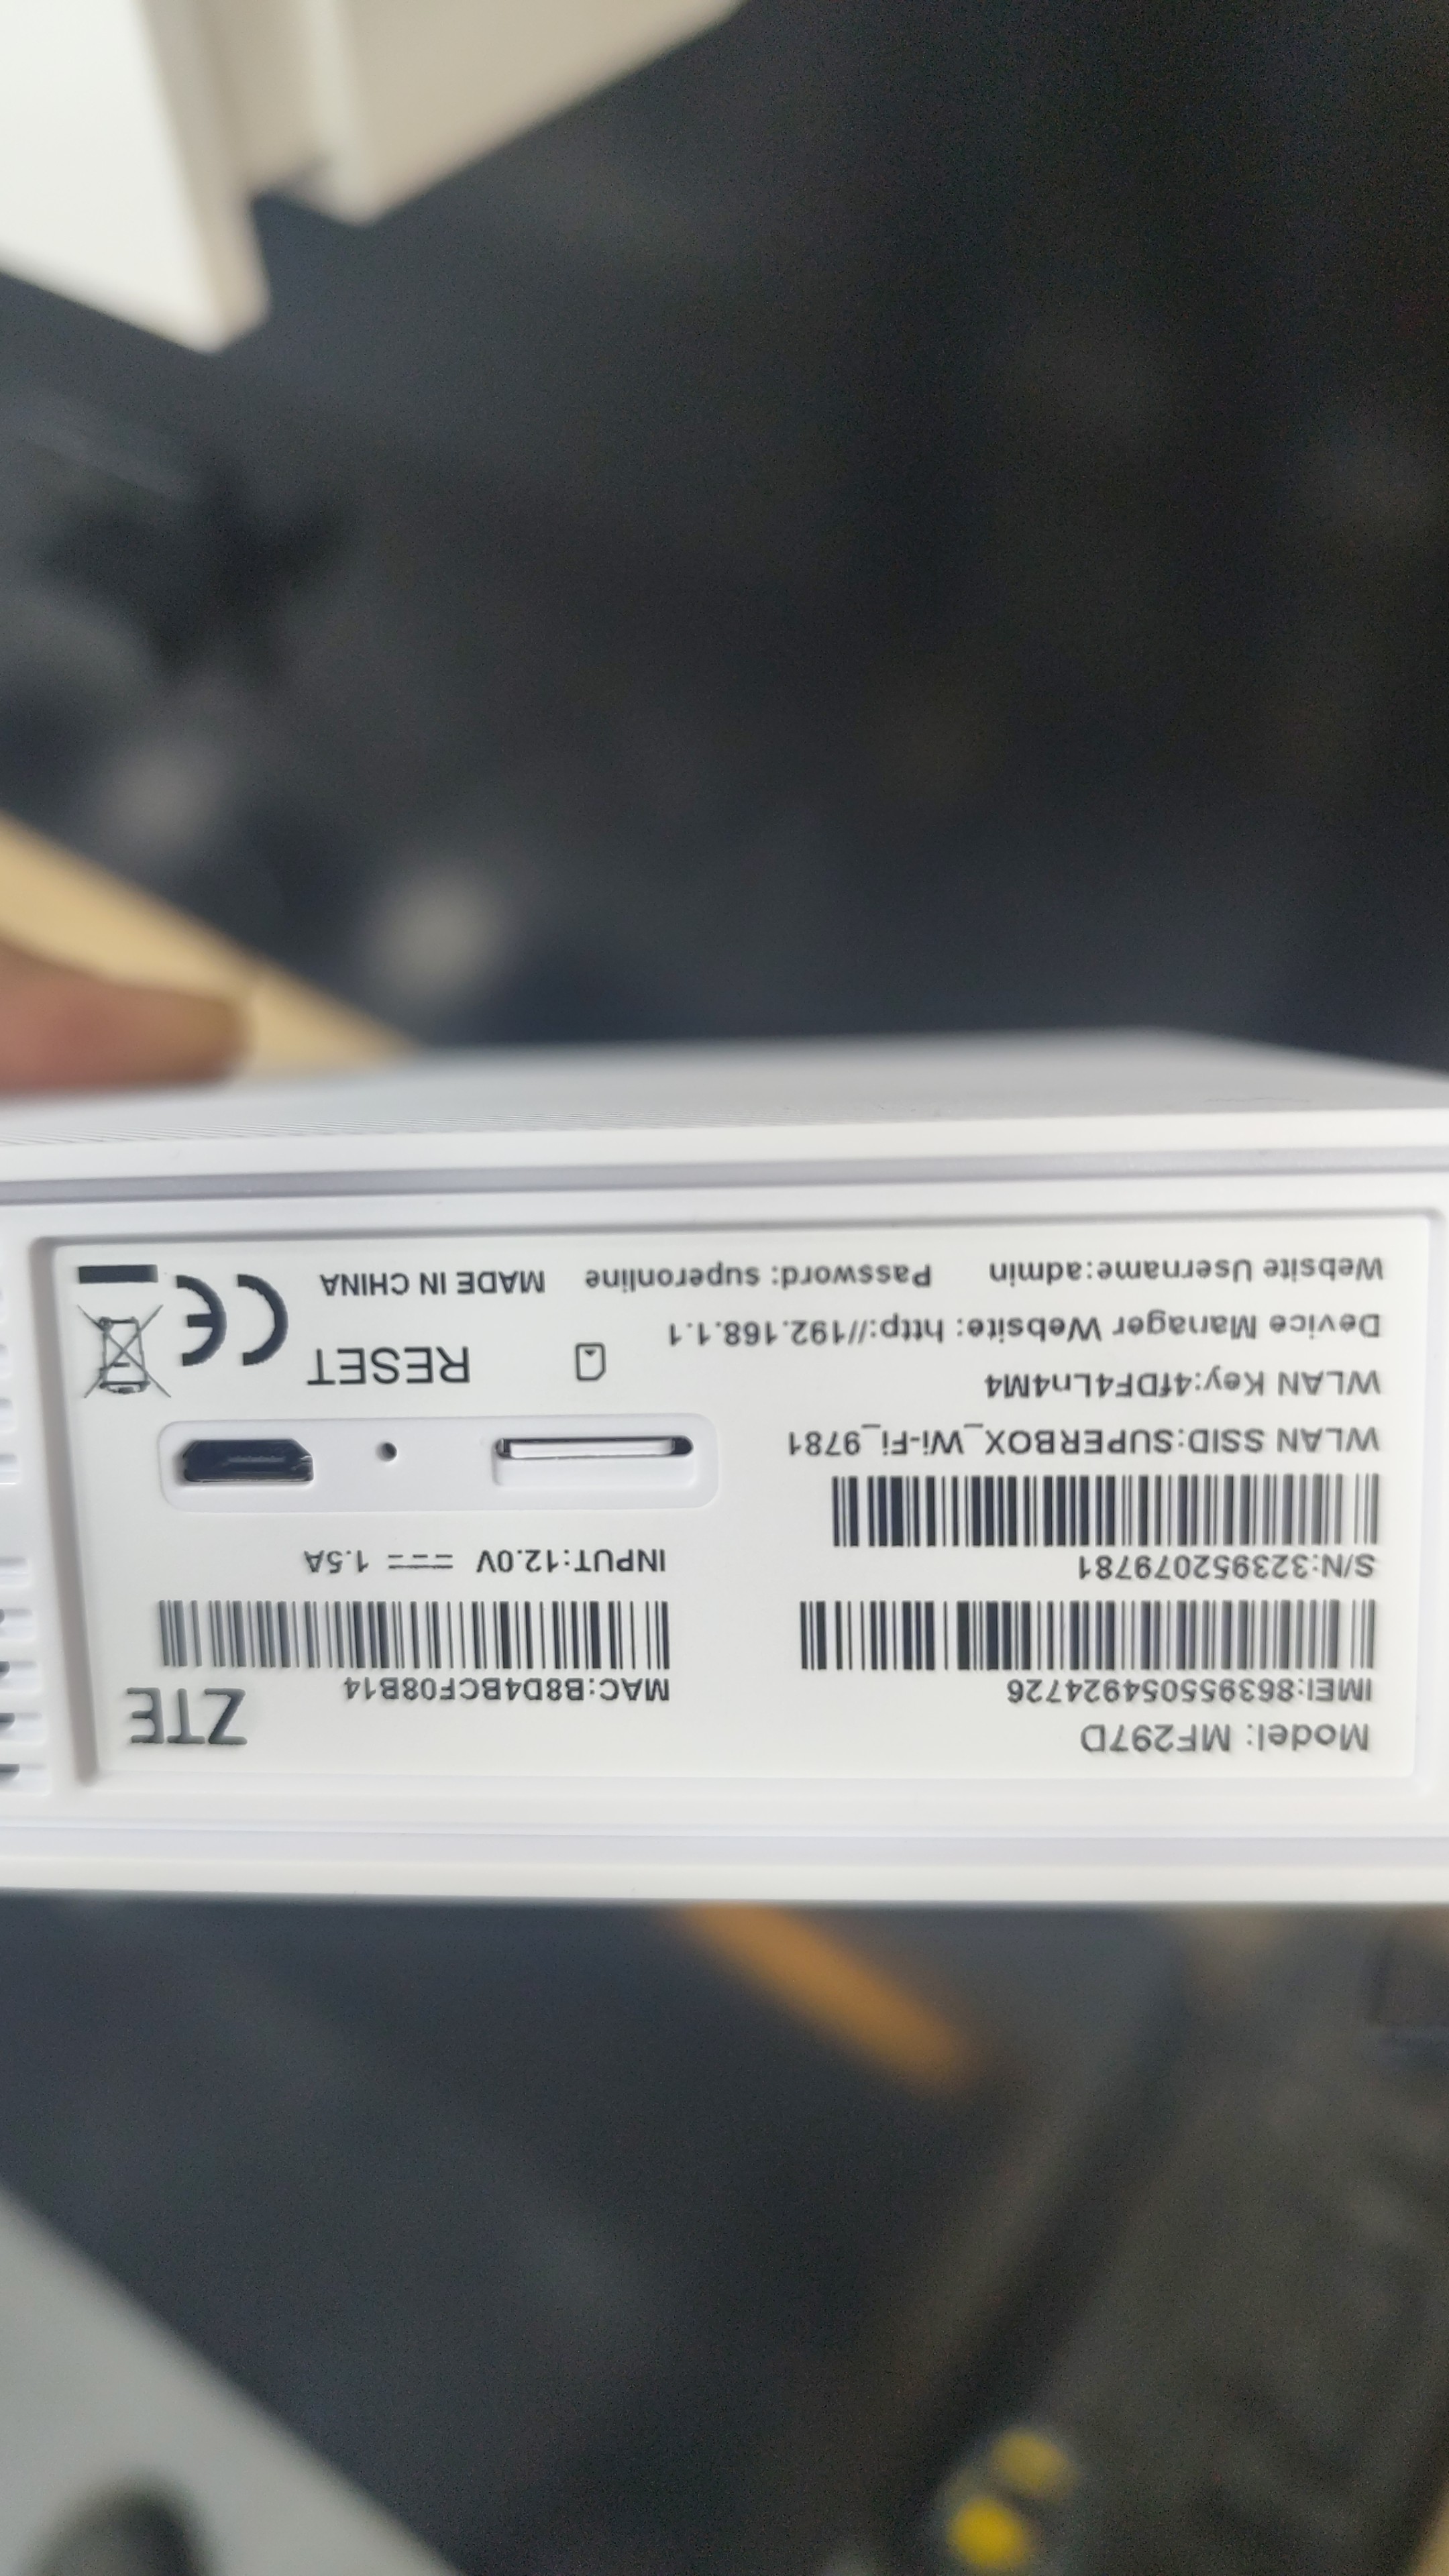 Model: MF297D
ZTE
IMEI:863955054924726
MAC:B8D4BCF08B14
S/N:323952079781
INPUT:12.0V 1.5A
WLAN SSID:SUPERBOX_Wi-Fi_9781
WLAN Key:4fDF4Ln4M4
RESET
Device Manager Website: http://192.168.1.1
Website Username:admin Password: superonline
MADE IN CHINA
CE